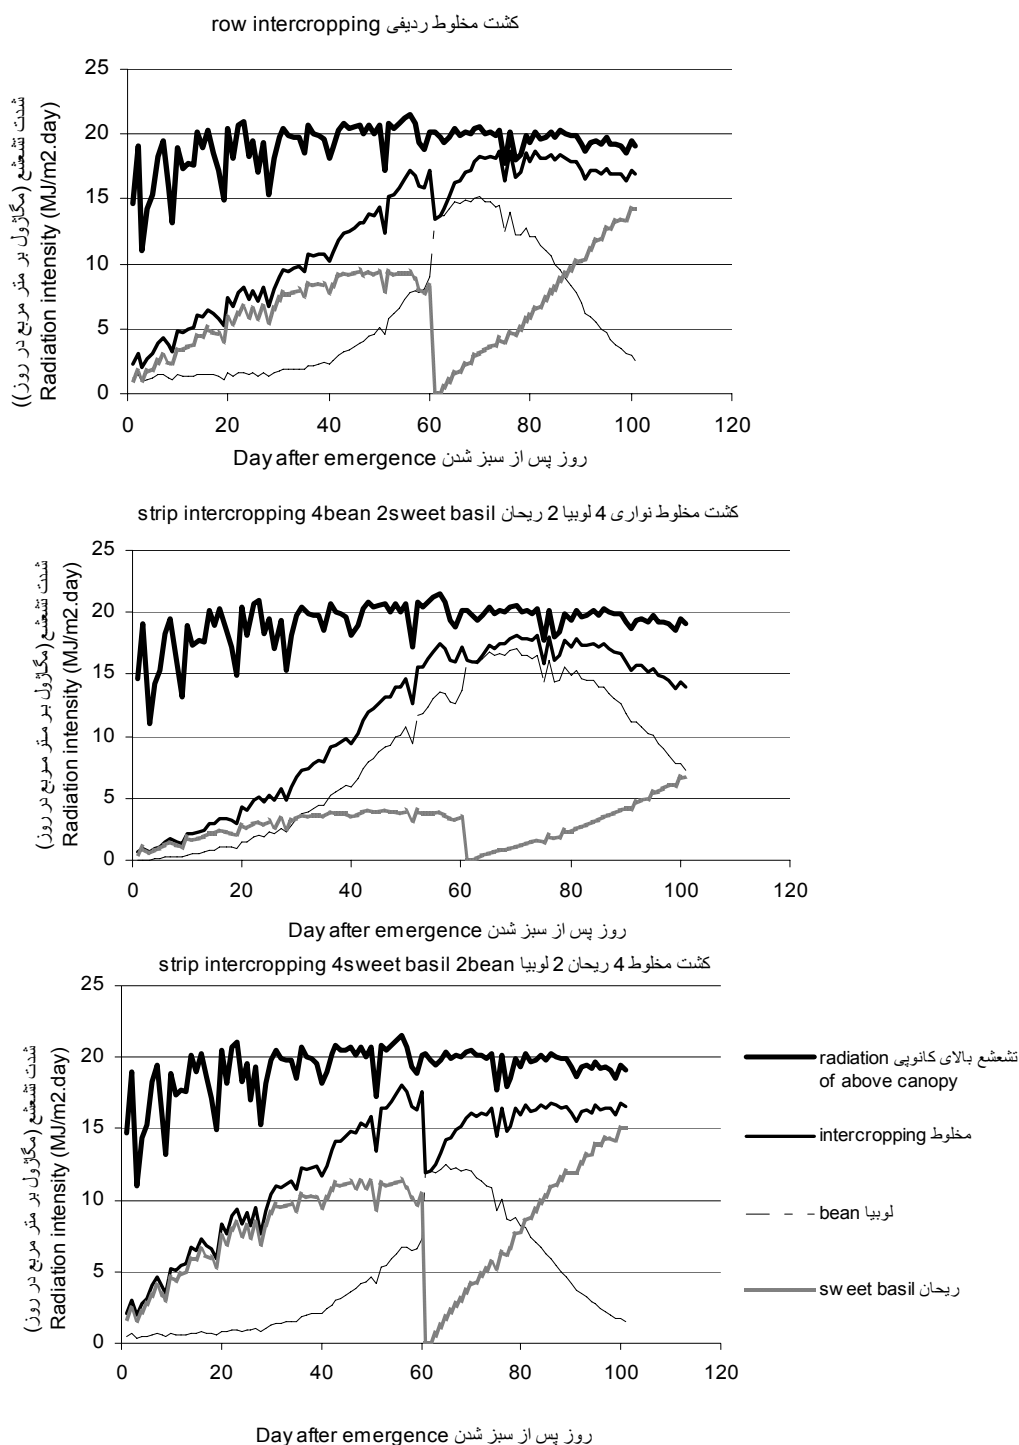 کشت مخلوط ردیفی row intercropping
شدت تشعشع (مگاژول بر متر مربع در روز))
Radiation intensity (MJ/m2.day)
25
20
15
10
5
0
0 20 40 60 80 100 120
Day after emergence روز پس از سبز شدن
strip intercropping 4bean 2sweet basil کشت مخلوط نواری 4 لوبیا 2 ریحان
شدت تشعشع (مگاژول بر متر مربع در روز)
Radiation intensity (MJ/m2.day)
25
20
15
10
5
0
0 20 40 60 80 100 120
Day after emergence روز پس از سبز شدن
strip intercropping 4sweet basil 2bean کشت مخلوط 4 ریحان 2 لوبیا
شدت تشعشع (مگاژول بر متر مربع در روز)
Radiation intensity (MJ/m2.day)
25
20
15
10
5
0
0 20 40 60 80 100 120
Day after emergence روز پس از سبز شدن
radiation تشعشع بالای کانوپی
of above canopy
intercropping مخلوط
bean لوبیا
sweet basil ریحان